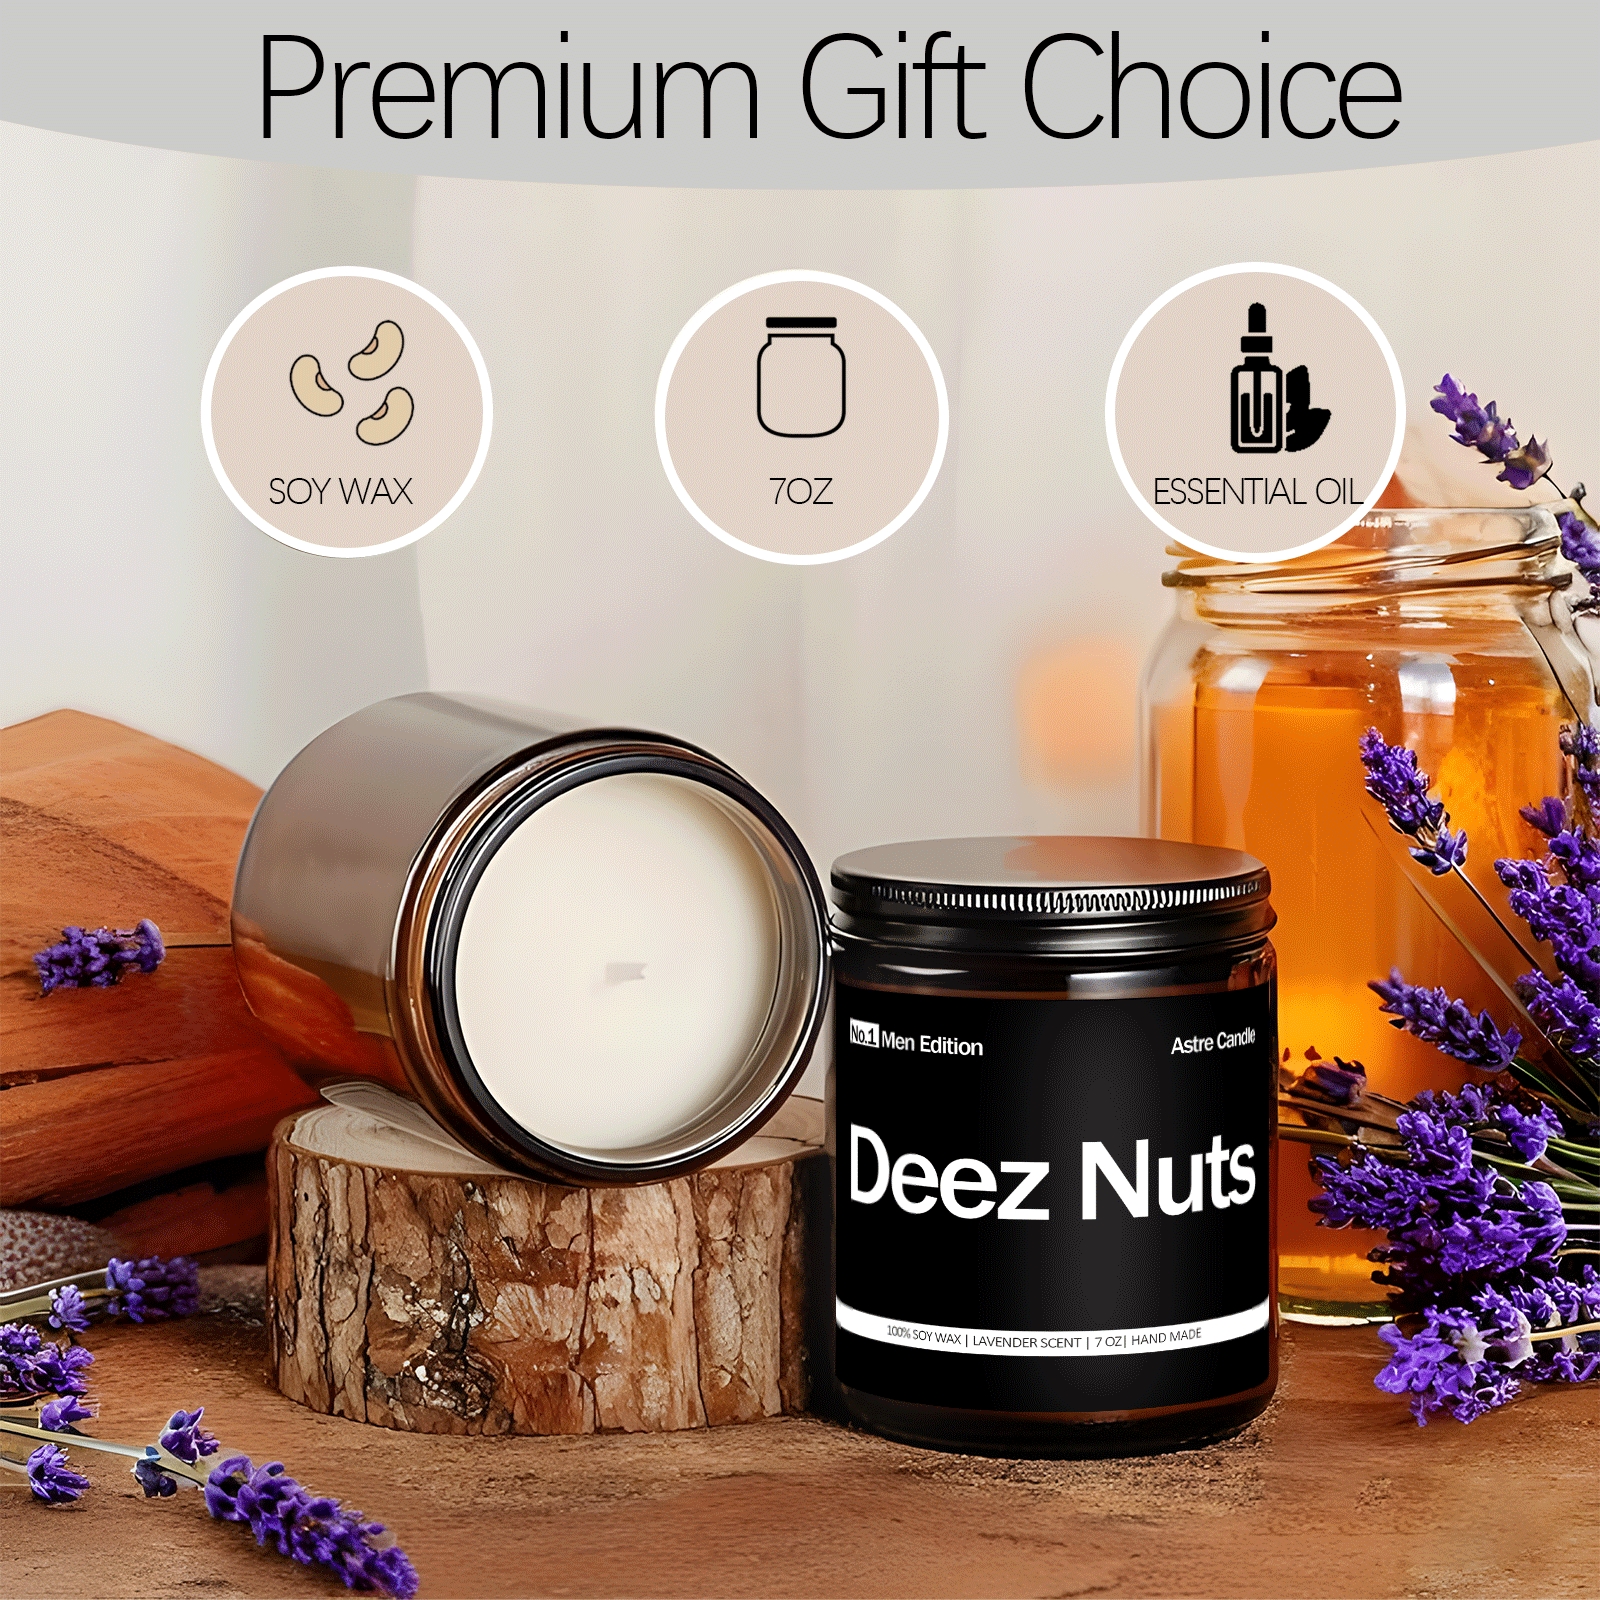 Premium Gift Choice
SOY WAX
7OZ
ESSENTIAL OIL
No.1 Men Edition
Astre Candle
Deez Nuts
100% SOY WAX | LAVENDER SCENT | 7 OZ| HAND MADE